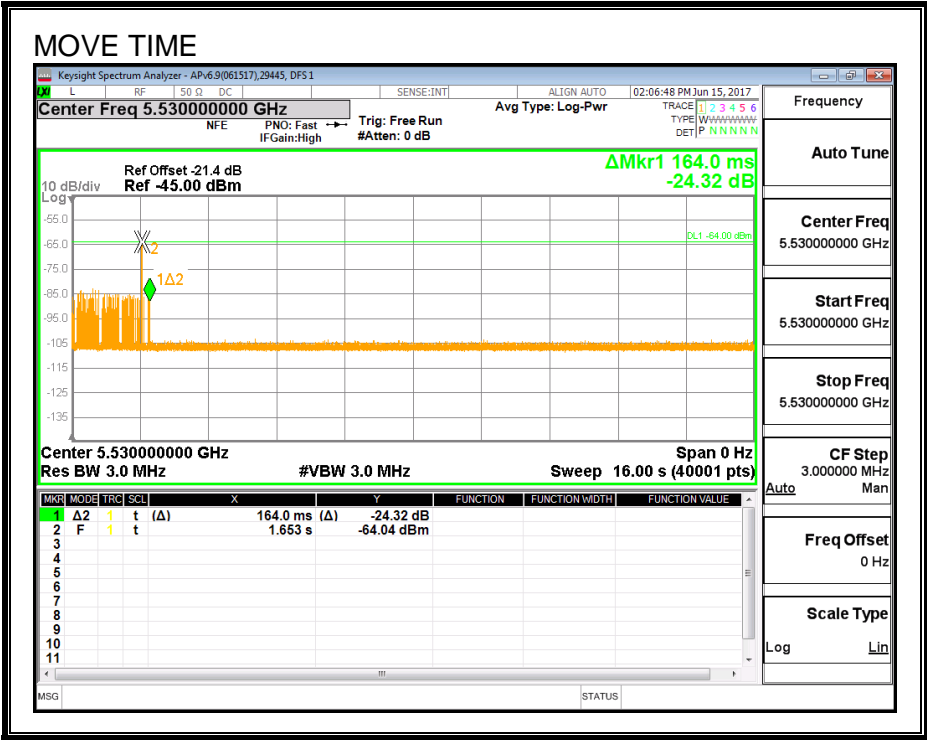 MOVE TIME
Keysight Spectrum Analyzer - APv6.9(061517),29445, DFS 1
LXI L RF 50 Ω DC SENSE:INT ALIGN AUTO 02:06:48 PM Jun 15, 2017
Center Freq 5.530000000 GHz
NFE
PNO: Fast
IFGain:High
Trig: Free Run
#Atten: 0 dB
Avg Type: Log-Pwr
TRACE 1 2 3 4 5 6
TYPE W W W W W W
DET P N N N N N
ΔMkr1 164.0 ms
-24.32 dB
Ref Offset -21.4 dB
10 dB/div Ref -45.00 dBm
Log
-55.0
-65.0
-75.0
-85.0
-95.0
-105
-115
-125
-135
DL1 -64.00 dBm
2
1Δ2
Center 5.530000000 GHz Span 0 Hz
Res BW 3.0 MHz #VBW 3.0 MHz Sweep 16.00 s (40001 pts)
MKR MODE TRC SCL X Y FUNCTION FUNCTION WIDTH FUNCTION VALUE
1 Δ2 1 t (Δ) 164.0 ms (Δ) -24.32 dB
2 F 1 t 1.653 s -64.04 dBm
3
4
5
6
7
8
9
10
11
MSG STATUS
Frequency
Auto Tune
Center Freq
5.530000000 GHz
Start Freq
5.530000000 GHz
Stop Freq
5.530000000 GHz
CF Step
3.000000 MHz
Auto Man
Freq Offset
0 Hz
Scale Type
Log Lin